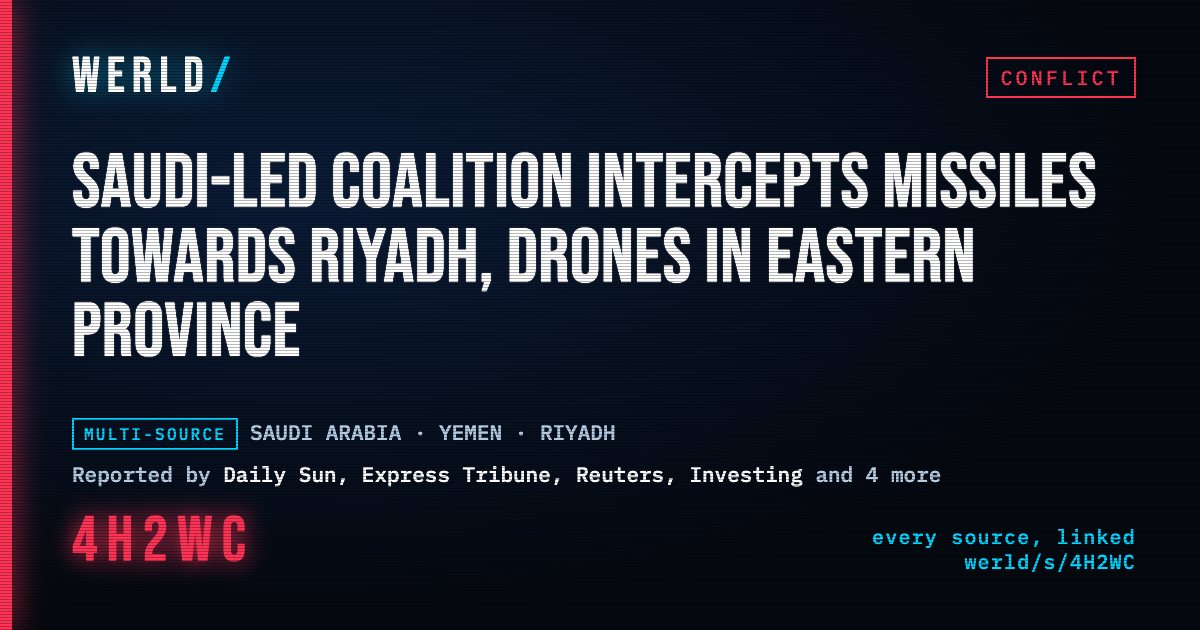 WERLD/
CONFLICT
SAUDI-LED COALITION INTERCEPTS MISSILES
TOWARDS RIYADH, DRONES IN EASTERN
PROVINCE
MULTI-SOURCE SAUDI ARABIA · YEMEN · RIYADH
Reported by Daily Sun, Express Tribune, Reuters, Investing and 4 more
4H2WC
every source, linked
werld/s/4H2WC